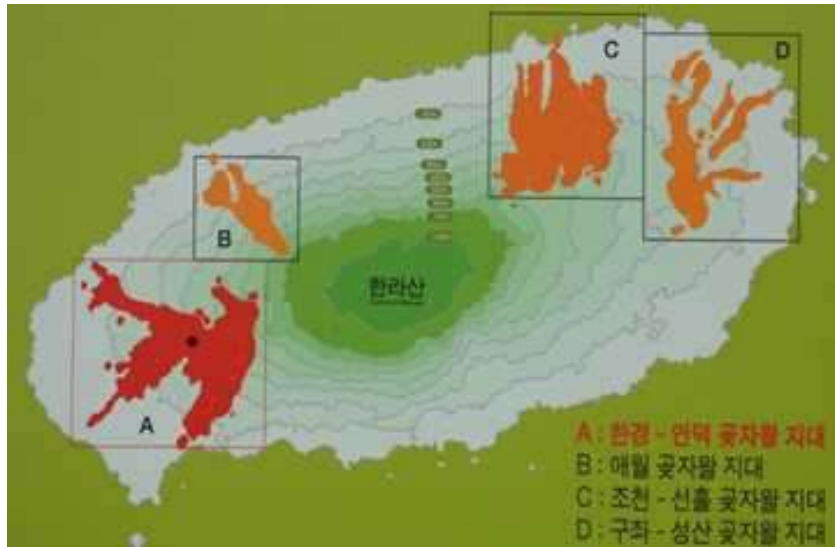 C
D
B
한라산
A
A : 한경 - 안덕 곶자왈 지대
B : 애월 곶자왈 지대
C : 조천 - 선흘 곶자왈 지대
D : 구좌 - 성산 곶자왈 지대